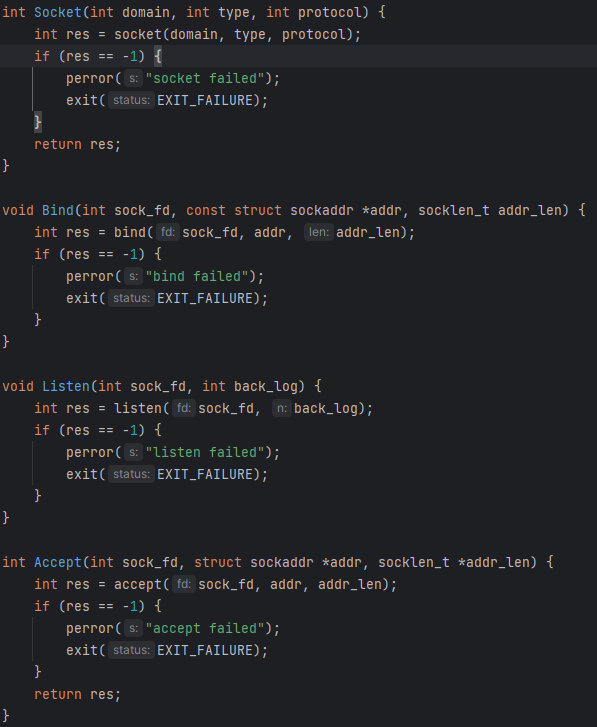 int Socket(int domain, int type, int protocol) {
    int res = socket(domain, type, protocol);
    if (res == -1) {
        perror( s: "socket failed");
        exit( status: EXIT_FAILURE);
    }
    return res;
}

void Bind(int sock_fd, const struct sockaddr *addr, socklen_t addr_len) {
    int res = bind( fd: sock_fd, addr, len: addr_len);
    if (res == -1) {
        perror( s: "bind failed");
        exit( status: EXIT_FAILURE);
    }
}

void Listen(int sock_fd, int back_log) {
    int res = listen( fd: sock_fd, n: back_log);
    if (res == -1) {
        perror( s: "listen failed");
        exit( status: EXIT_FAILURE);
    }
}

int Accept(int sock_fd, struct sockaddr *addr, socklen_t *addr_len) {
    int res = accept( fd: sock_fd, addr, addr_len);
    if (res == -1) {
        perror( s: "accept failed");
        exit( status: EXIT_FAILURE);
    }
    return res;
}